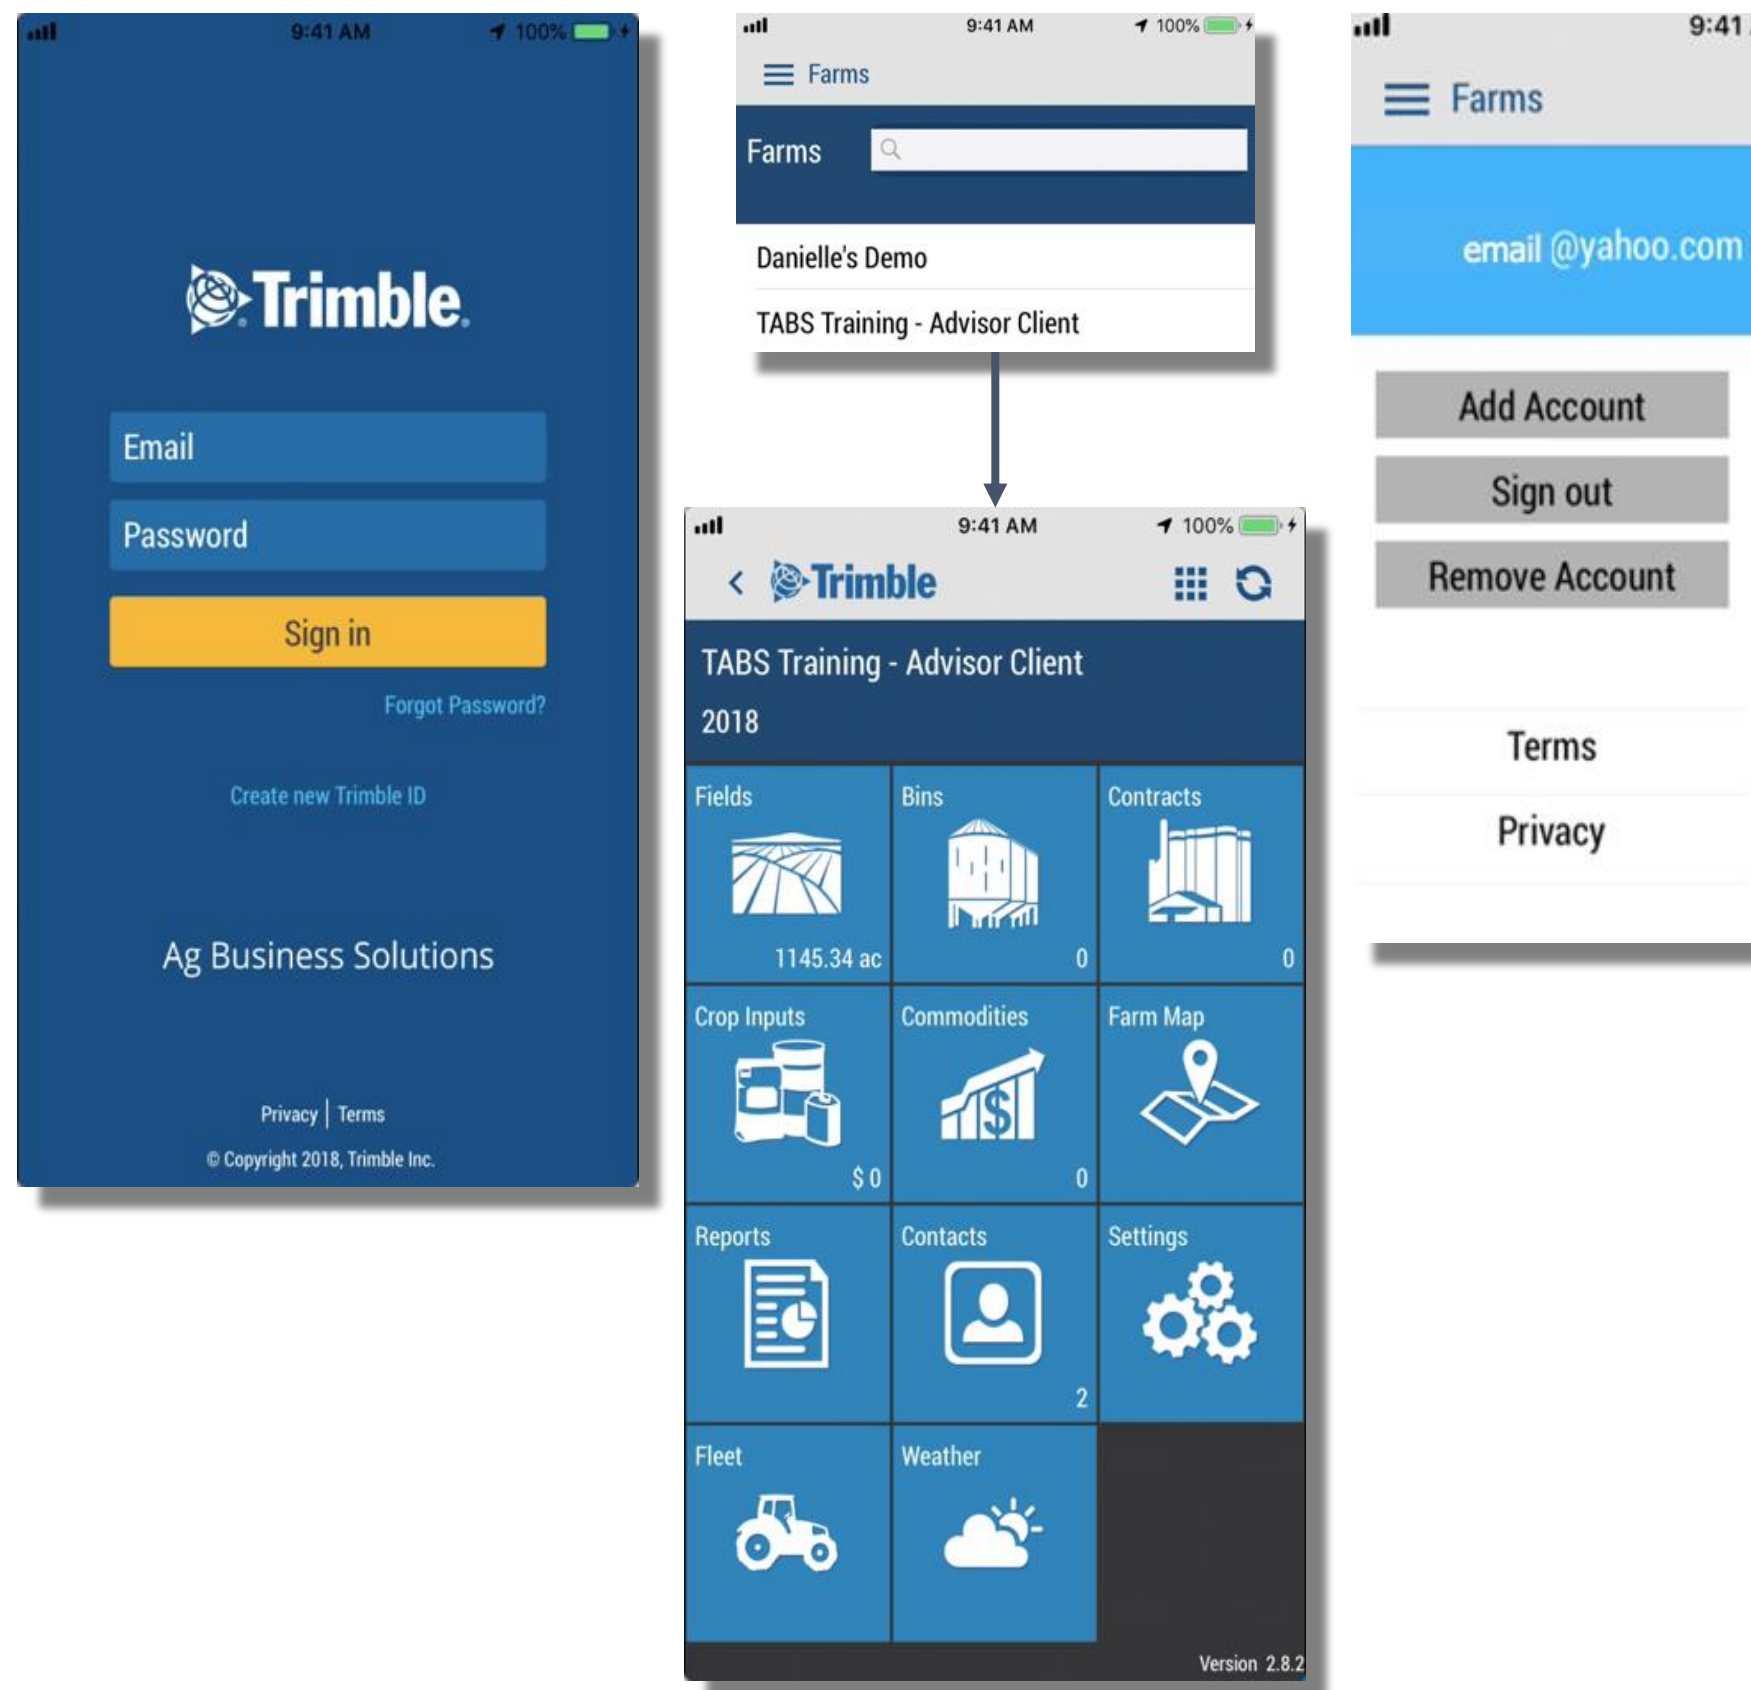 9:41 AM 100%
Trimble.
Email
Password
Sign in
Forgot Password?
Create new Trimble ID
Ag Business Solutions
Privacy | Terms
© Copyright 2018, Trimble Inc.
9:41 AM 100%
Farms
Farms
Danielle's Demo
TABS Training - Advisor Client
9:41 AM 100%
Trimble
TABS Training - Advisor Client
2018
Fields
1145.34 ac
Bins
0
Contracts
0
Crop Inputs
$ 0
Commodities
0
Farm Map
Reports
Contacts
2
Settings
Fleet
Weather
Version 2.8.2
9:41
Farms
email @yahoo.com
Add Account
Sign out
Remove Account
Terms
Privacy